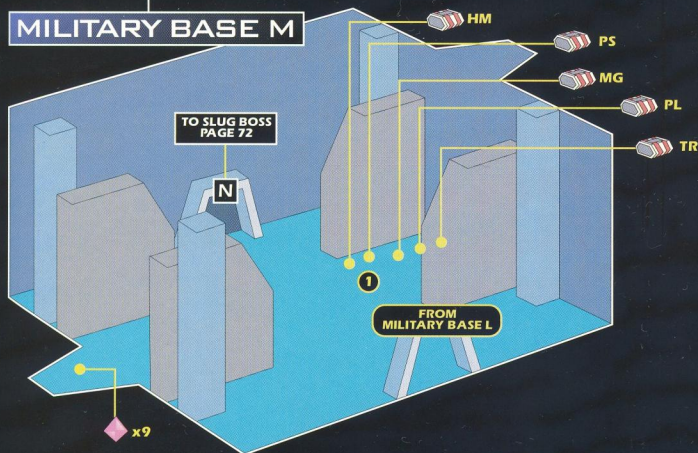 MILITARY BASE M
HM
PS
MG
PL
TR
TO SLUG BOSS
PAGE 72
N
1
FROM
MILITARY BASE L
x9